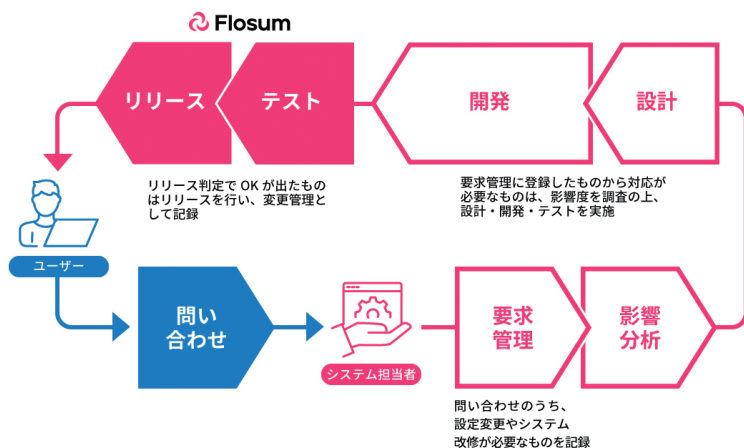 Flosum
リリース
テスト
開発
設計
リリース判定で OK が出たもの
はリリースを行い、変更管理と
して記録
要求管理に登録したものから対応が
必要なものは、影響度を調査の上、
設計・開発・テストを実施
ユーザー
問い
合わせ
システム担当者
要求
管理
影響
分析
問い合わせのうち、
設定変更やシステム
改修が必要なものを記録